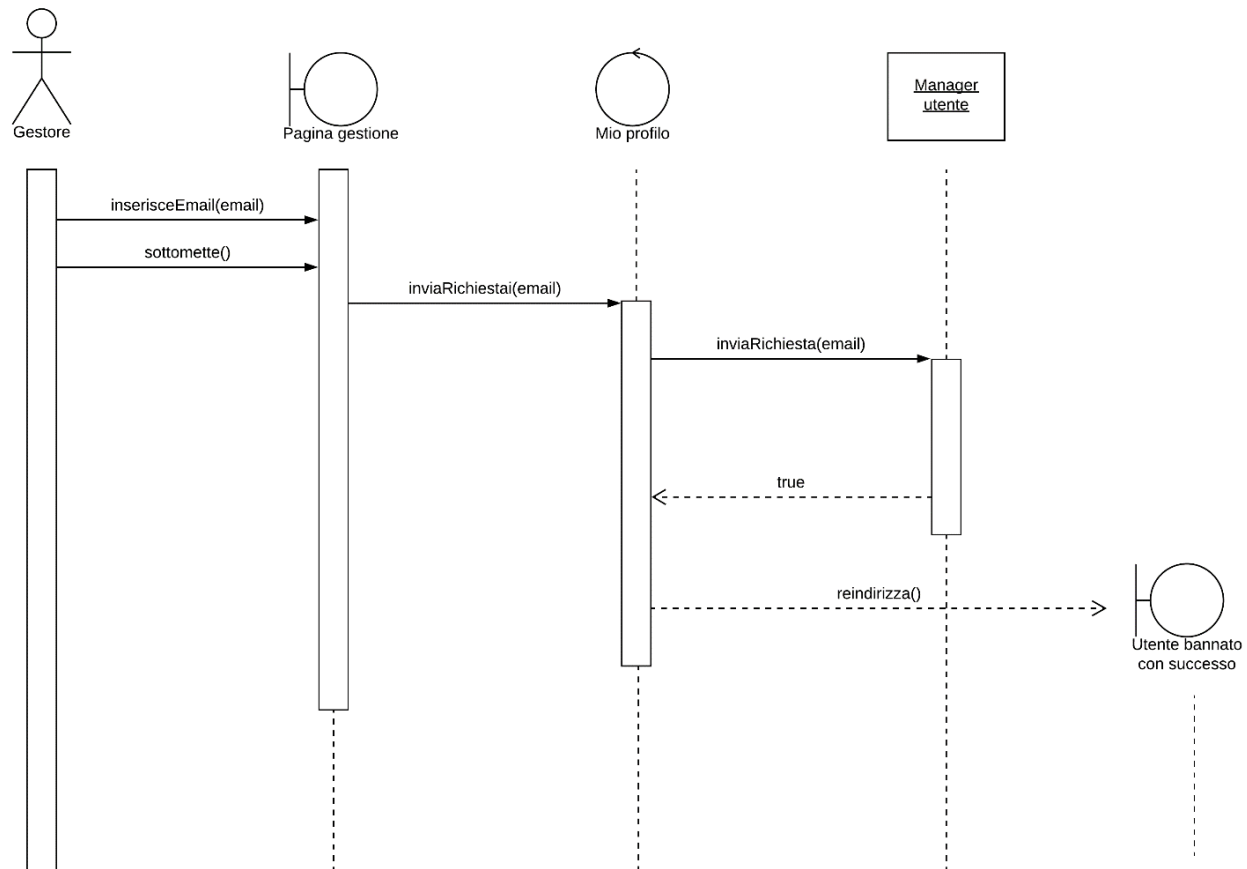 Gestore
Pagina gestione
Mio profilo
Manager
utente
inserisceEmail(email)
sottomette()
inviaRichiestai(email)
inviaRichiesta(email)
true
reindirizza()
Utente bannato
con successo